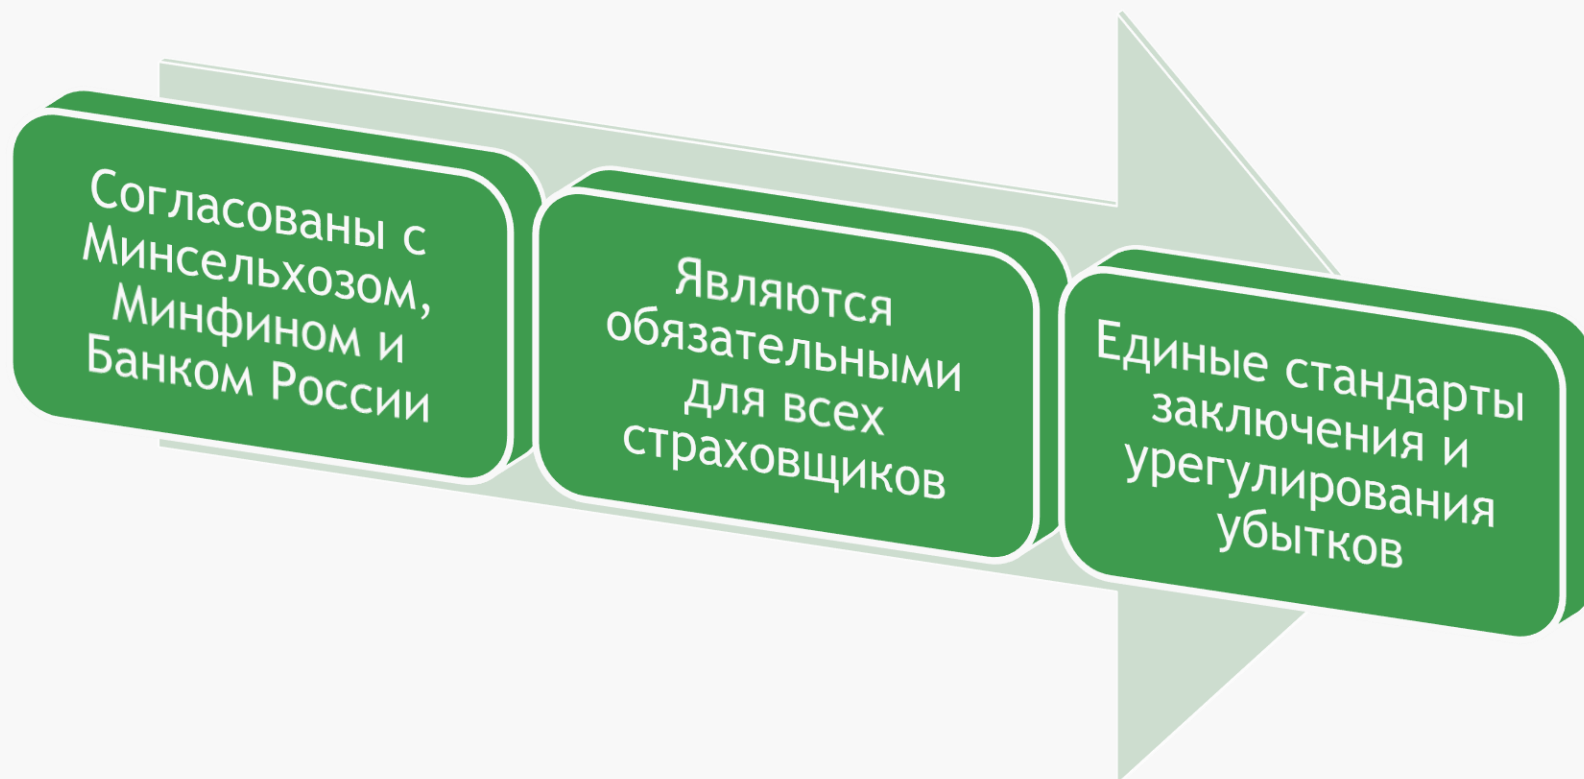 Согласованы с
Минсельхозом,
Минфином и
Банком России
Являются
обязательными
для всех
страховщиков
Единые стандарты
заключения и
урегулирования
убытков